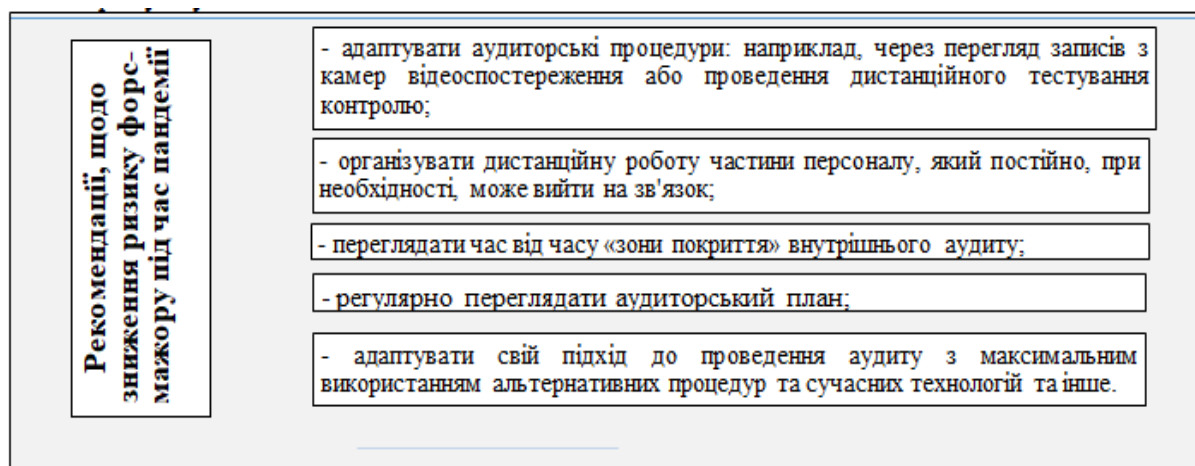 Рекомендації, щодо
зниження ризику форс-
мажору під час пандемії
- адаптувати аудиторські процедури: наприклад, через перегляд записів з
камер відеоспостереження або проведення дистанційного тестування
контролю;
- організувати дистанційну роботу частини персоналу, який постійно, при
необхідності, може вийти на зв'язок;
- переглядати час від часу «зони покриття» внутрішнього аудиту;
- регулярно переглядати аудиторський план;
- адаптувати свій підхід до проведення аудиту з максимальним
використанням альтернативних процедур та сучасних технологій та інше.